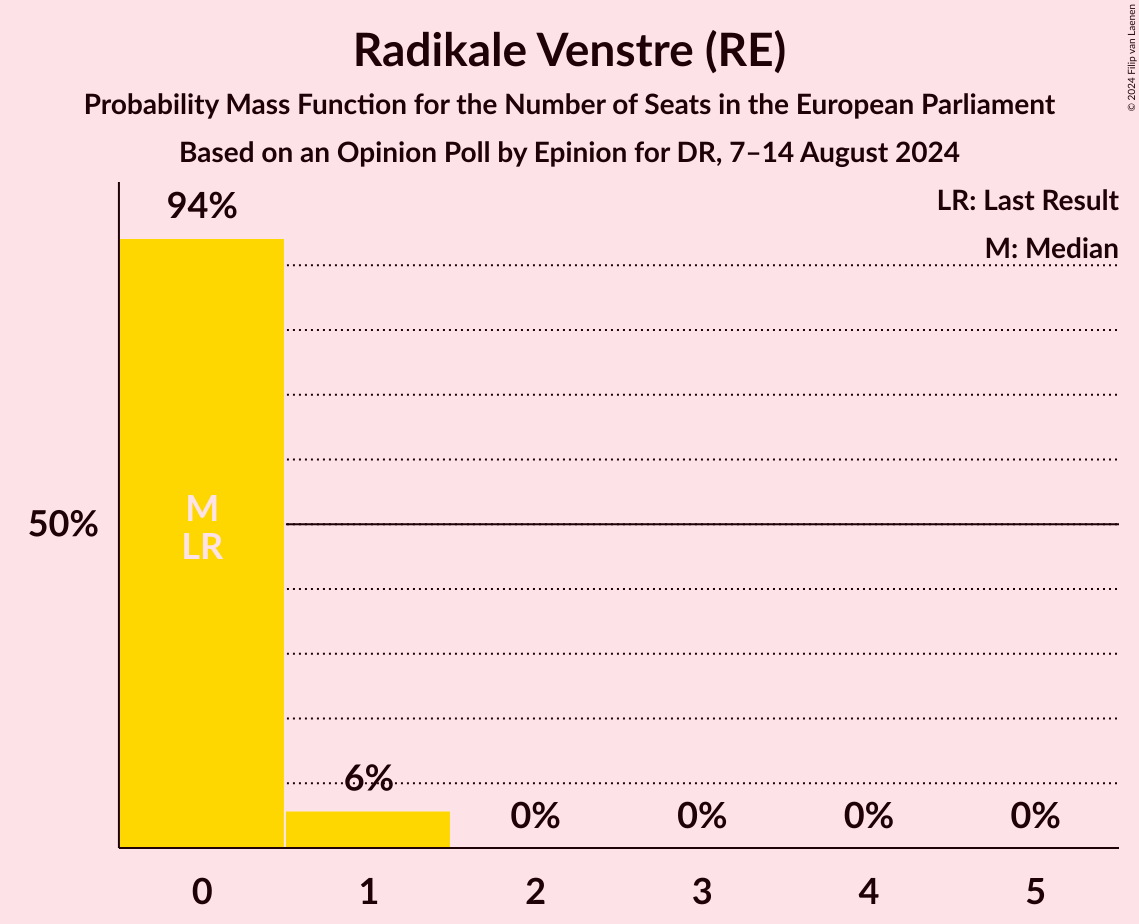 Radikale Venstre (RE)
Probability Mass Function for the Number of Seats in the European Parliament
Based on an Opinion Poll by Epinion for DR, 7–14 August 2024
© 2024 Filip van Laenen
LR: Last Result
M: Median
94%
M
LR
50%
6%
0%
0%
0%
0%
0
1
2
3
4
5